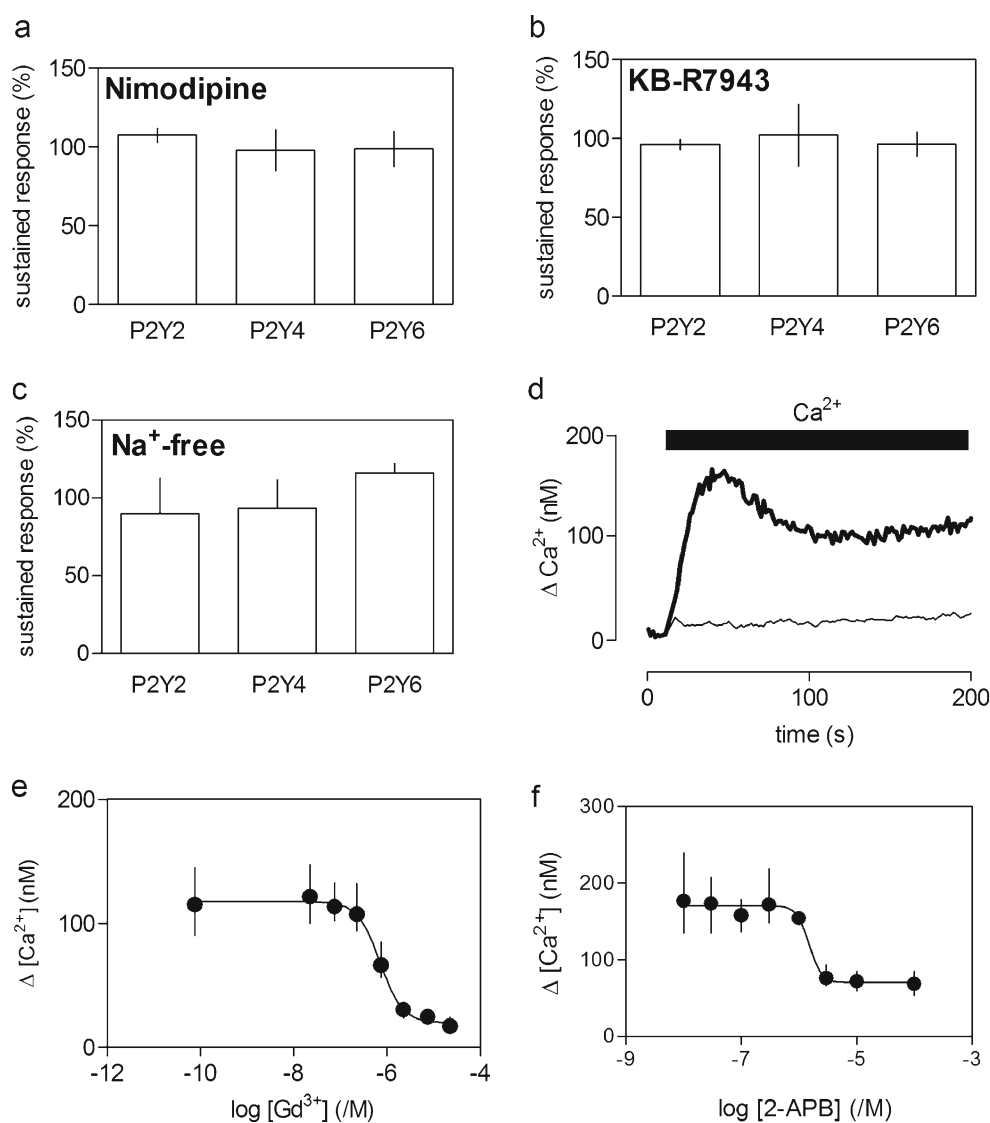 a
sustained response (%)
150
100
50
0
Nimodipine
P2Y2 P2Y4 P2Y6
b
sustained response (%)
150
100
50
0
KB-R7943
P2Y2 P2Y4 P2Y6
c
sustained response (%)
150
100
50
0
Na⁺-free
P2Y2 P2Y4 P2Y6
d
Ca²⁺
Δ Ca²⁺ (nM)
200
100
0
0 100 200
time (s)
e
Δ [Ca²⁺] (nM)
200
100
0
-12 -10 -8 -6 -4
log [Gd³⁺] (/M)
f
Δ [Ca²⁺] (nM)
300
200
100
0
-9 -7 -5 -3
log [2-APB] (/M)